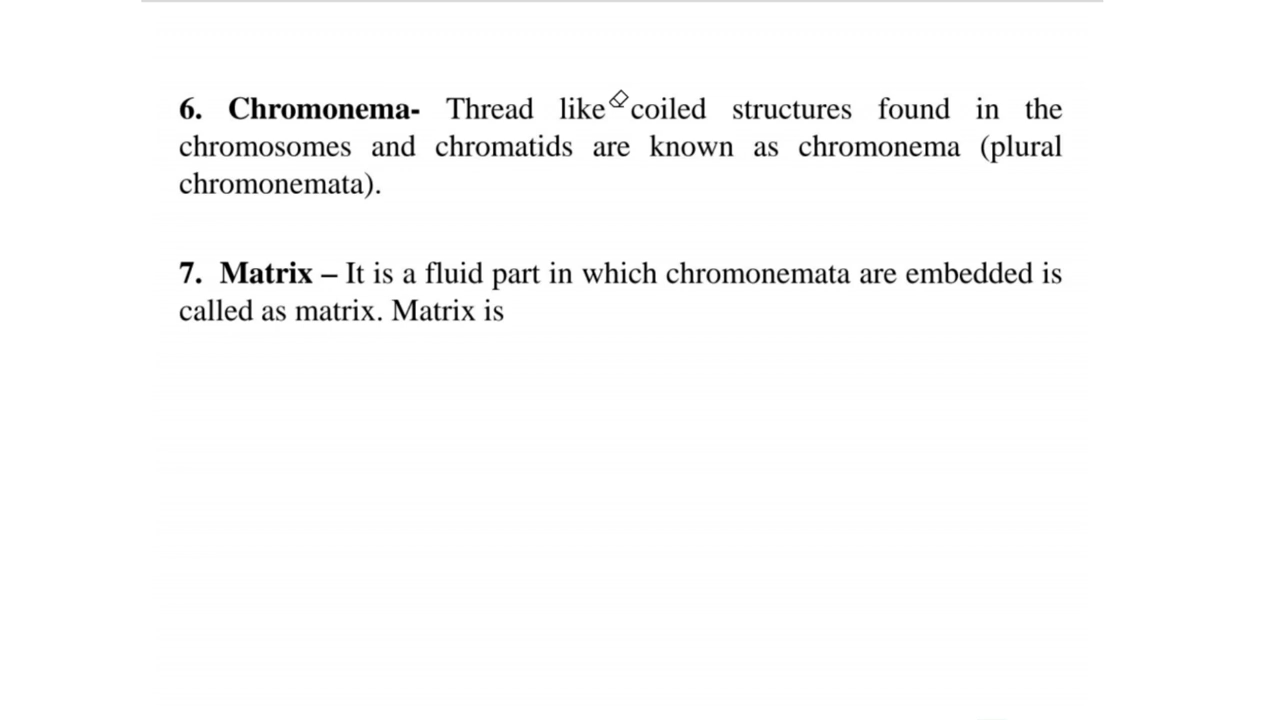 6. Chromonema- Thread like coiled structures found in the
chromosomes and chromatids are known as chromonema (plural
chromonemata).
7. Matrix – It is a fluid part in which chromonemata are embedded is
called as matrix. Matrix is